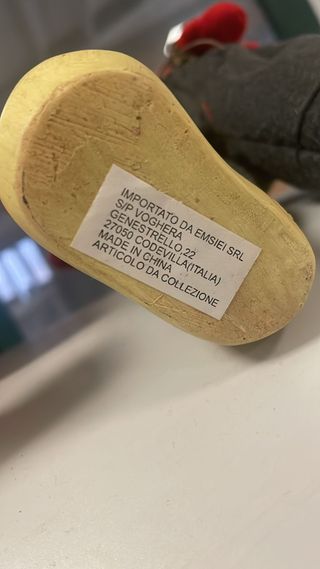 IMPORTATO DA EMSIEI SRL
S/P VOGHERA
GENESTRELLO 22
27050 CODEVILLA(ITALIA)
MADE IN CHINA
ARTICOLO DA COLLEZIONE